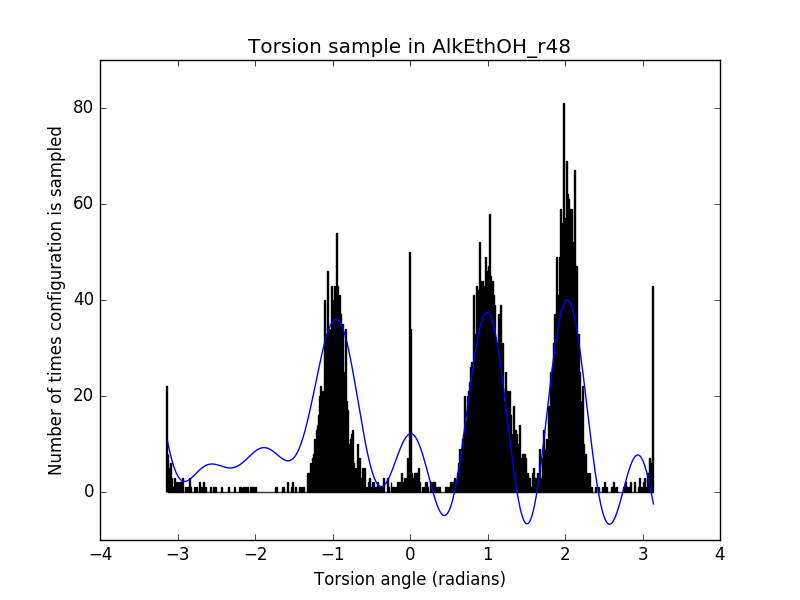 Torsion sample in AlkEthOH_r48
Number of times configuration is sampled
80
60
40
20
0
−4 −3 −2 −1 0 1 2 3 4
Torsion angle (radians)